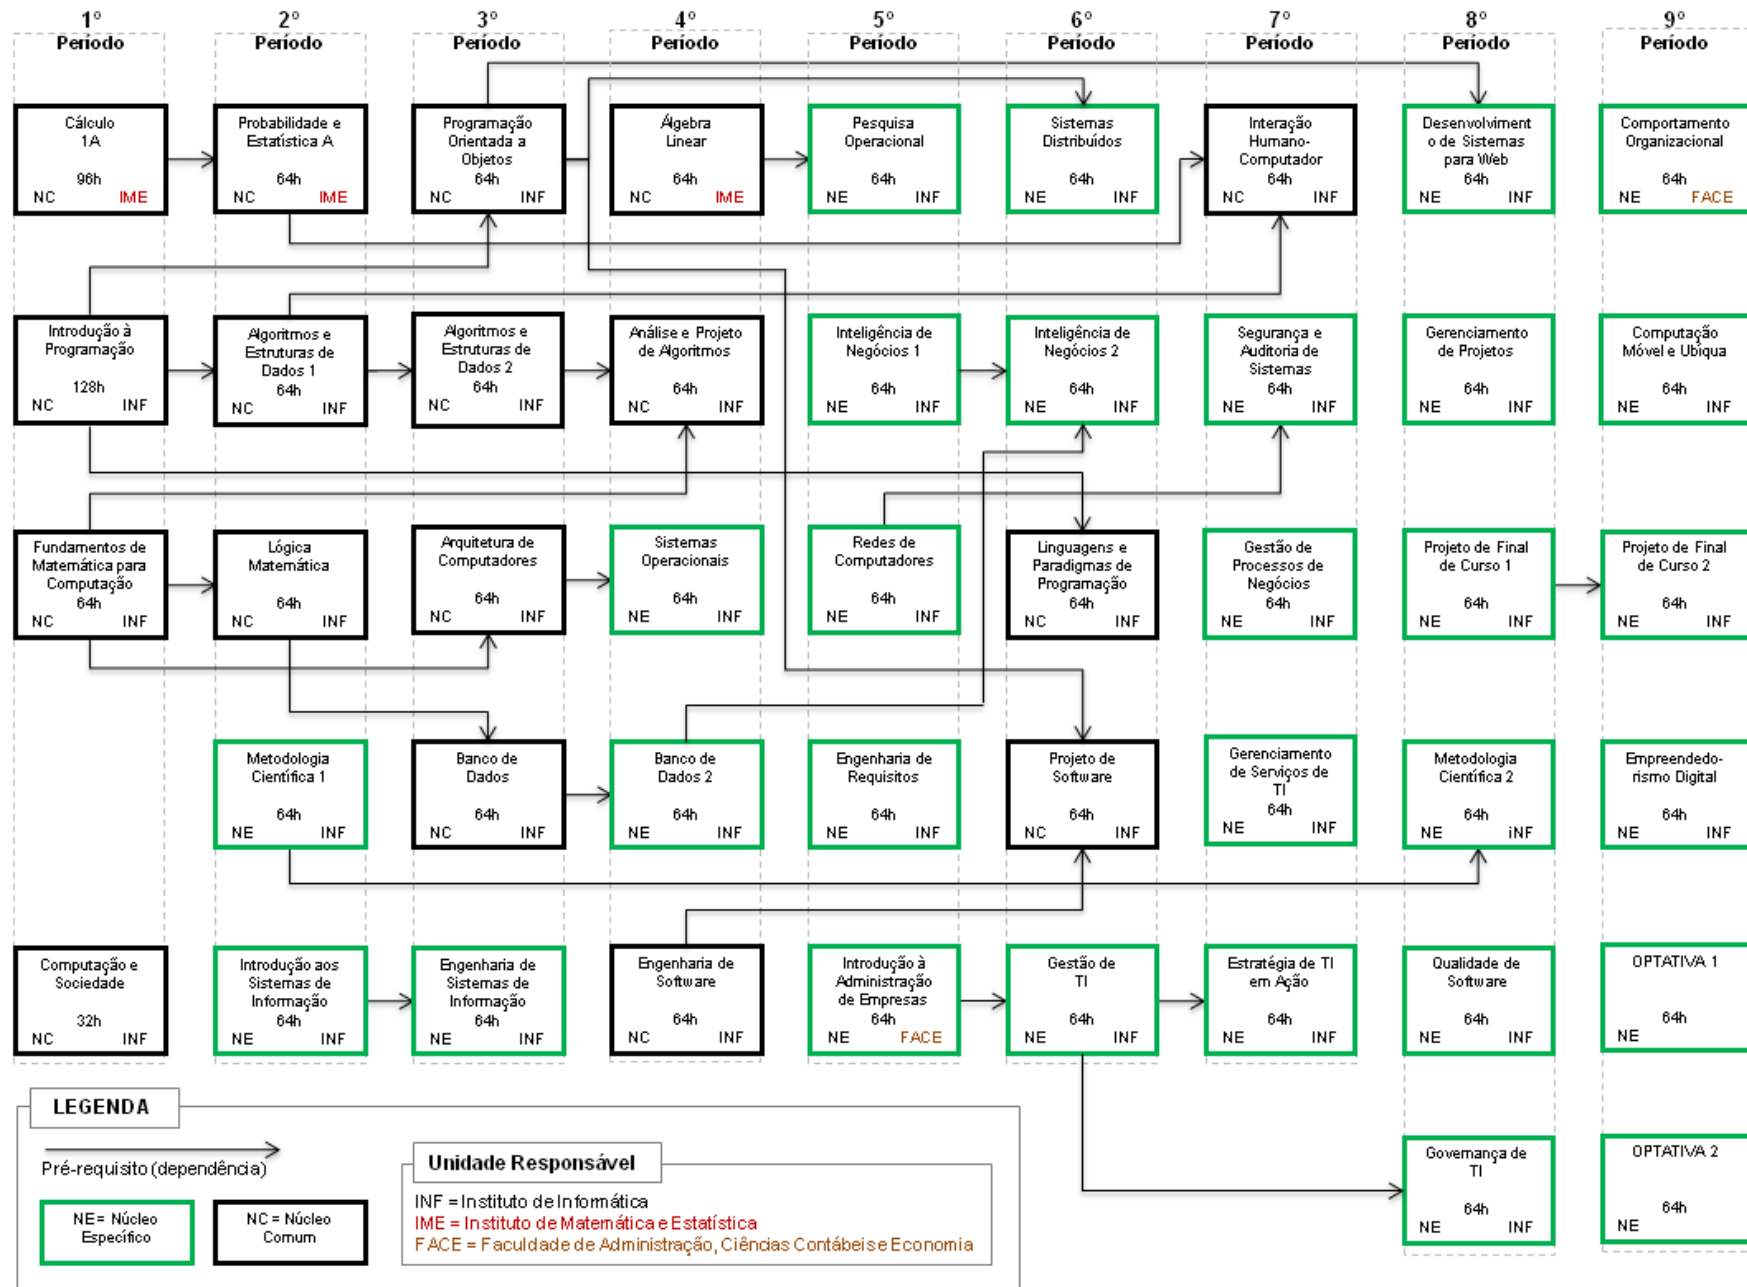 1° 2° 3° 4° 5° 6° 7° 8° 9°
Período Período Período Período Período Período Período Período Período
Cálculo
1A
96h
NC IME
Probabilidade e
Estatística A
64h
NC IME
Programação
Orientada a
Objetos
64h
NC INF
Álgebra
Linear
64h
NC IME
Pesquisa
Operacional
64h
NE INF
Sistemas
Distribuídos
64h
NE INF
Interação
Humano-
Computador
64h
NC INF
Desenvolviment
o de Sistemas
para Web
64h
NE INF
Comportamento
Organizacional
64h
NE FACE
Introdução à
Programação
128h
NC INF
Algoritmos e
Estruturas de
Dados 1
64h
NC INF
Algoritmos e
Estruturas de
Dados 2
64h
NC INF
Análise e Projeto
de Algoritmos
64h
NC INF
Inteligência de
Negócios 1
64h
NE INF
Inteligência de
Negócios 2
64h
NE INF
Segurança e
Auditoria de
Sistemas
64h
NE INF
Gerenciamento
de Projetos
64h
NE INF
Computação
Móvel e Ubíqua
64h
NE INF
Fundamentos de
Matemática para
Computação
64h
NC INF
Lógica
Matemática
64h
NC INF
Arquitetura de
Computadores
64h
NC INF
Sistemas
Operacionais
64h
NE INF
Redes de
Computadores
64h
NE INF
Linguagens e
Paradigmas de
Programação
64h
NC INF
Gestão de
Processos de
Negócios
64h
NE INF
Projeto de Final
de Curso 1
64h
NE INF
Projeto de Final
de Curso 2
64h
NE INF
Metodologia
Científica 1
64h
NE INF
Banco de
Dados
64h
NC INF
Banco de
Dados 2
64h
NE INF
Engenharia de
Requisitos
64h
NE INF
Projeto de
Software
64h
NC INF
Gerenciamento
de Serviços de
TI
64h
NE INF
Metodologia
Científica 2
64h
NE iNF
Empreendedo-
rismo Digital
64h
NE INF
Computação e
Sociedade
32h
NC INF
Introdução aos
Sistemas de
Informação
64h
NE INF
Engenharia de
Sistemas de
Informação
64h
NE INF
Engenharia de
Software
64h
NC INF
Introdução à
Administração
de Empresas
64h
NE FACE
Gestão de
TI
64h
NE INF
Estratégia de TI
em Ação
64h
NE INF
Qualidade de
Software
64h
NE INF
OPTATIVA 1
64h
NE
Governança de
TI
64h
NE INF
OPTATIVA 2
64h
NE
LEGENDA
Pré-requisito (dependência)
NE= Núcleo
Específico
NC = Núcleo
Comum
Unidade Responsável
INF = Instituto de Informática
IME = Instituto de Matemática e Estatística
FACE = Faculdade de Administração, Ciências Contábeis e Economia